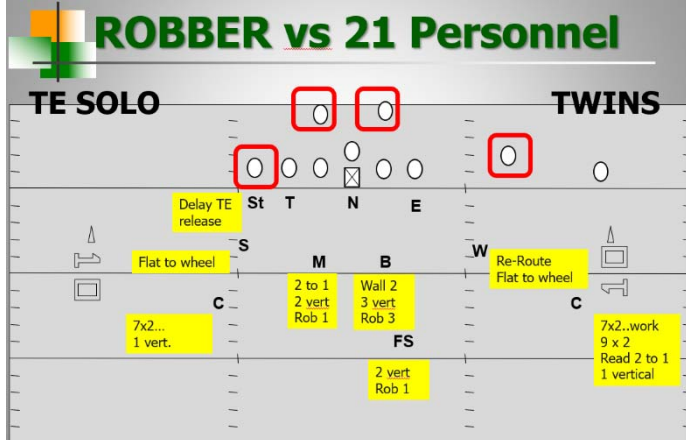 ROBBER vs 21 Personnel
TE SOLO
TWINS
Delay TE
release
St
T
N
E
S
Flat to wheel
M
B
W
Re-Route
Flat to wheel
2 to 1
2 vert
Rob 1
Wall 2
3 vert
Rob 3
C
C
7x2...
1 vert.
FS
7x2..work
9 x 2
Read 2 to 1
1 vertical
2 vert
Rob 1
10
10